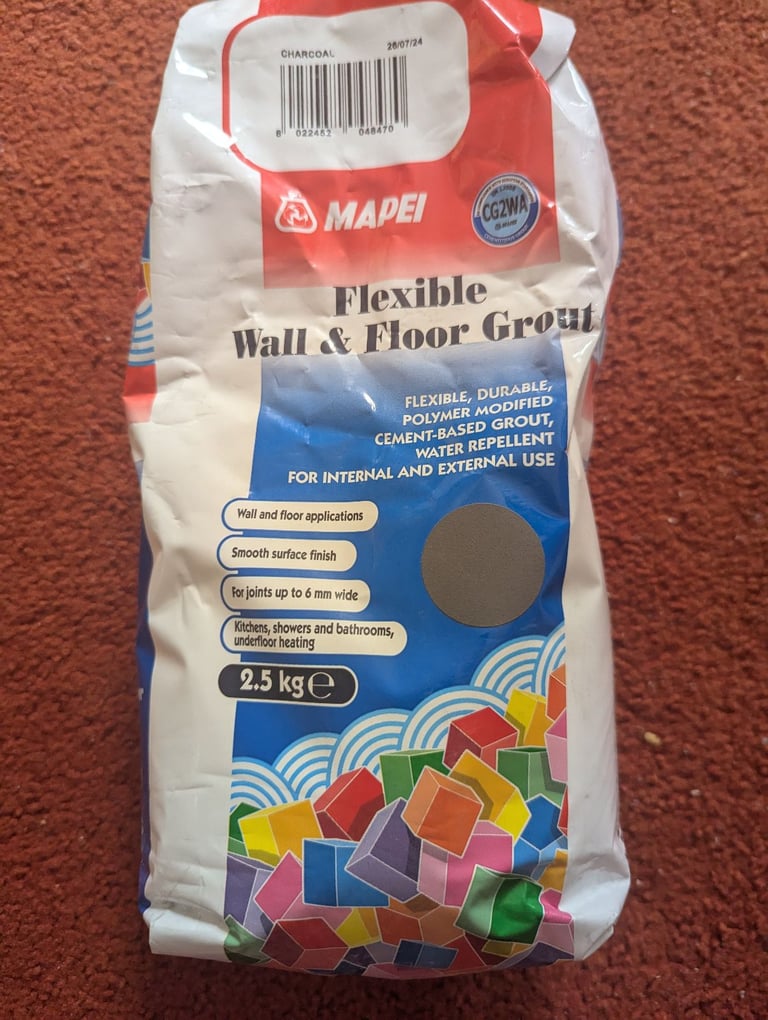 CHARCOAL 26/07/24
8 022452 048470
MAPEI
CG2WA
MAPEI
Flexible
Wall & Floor Grout
FLEXIBLE, DURABLE,
POLYMER MODIFIED
CEMENT-BASED GROUT,
WATER REPELLENT
FOR INTERNAL AND EXTERNAL USE
Wall and floor applications
Smooth surface finish
For joints up to 6 mm wide
Kitchens, showers and bathrooms,
underfloor heating
2.5 kg e